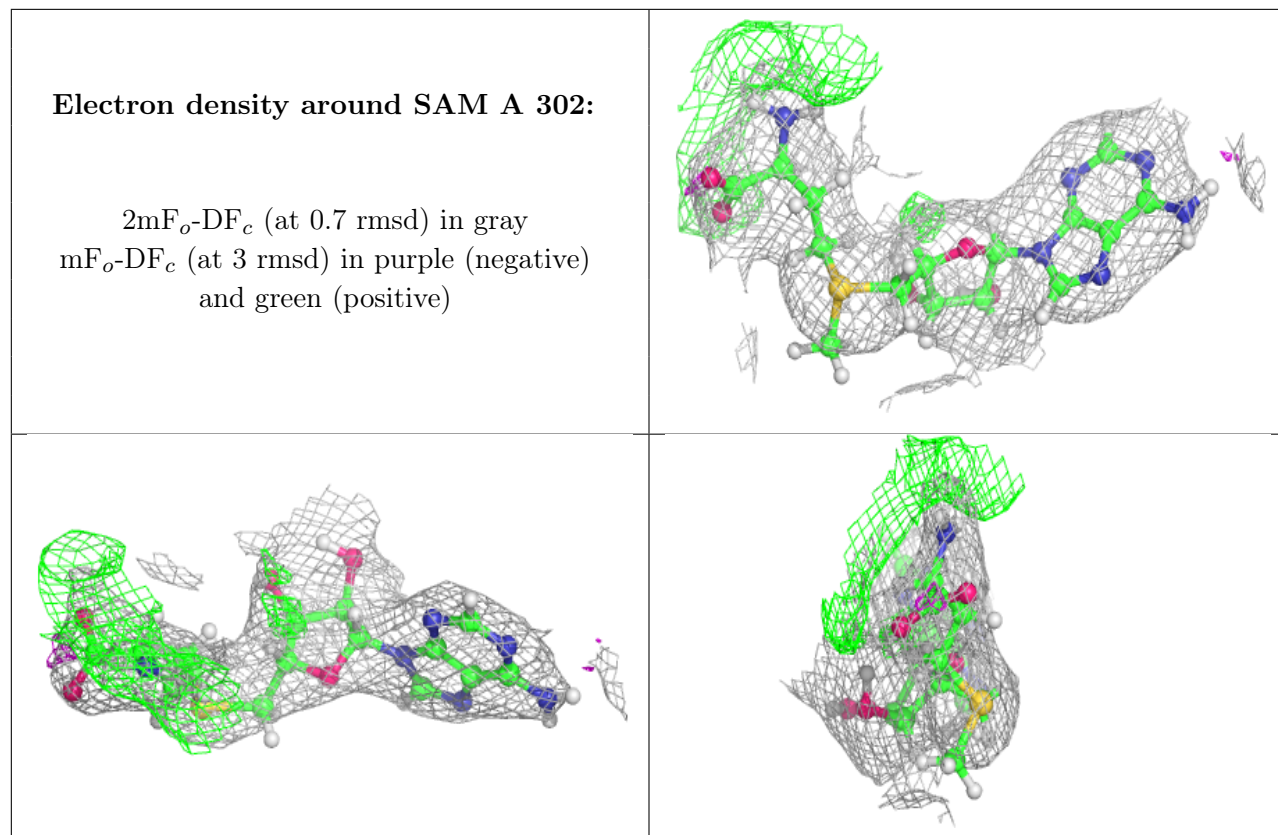 Electron density around SAM A 302:
2mFₒ-DF𝒸 (at 0.7 rmsd) in gray
mFₒ-DF𝒸 (at 3 rmsd) in purple (negative)
and green (positive)